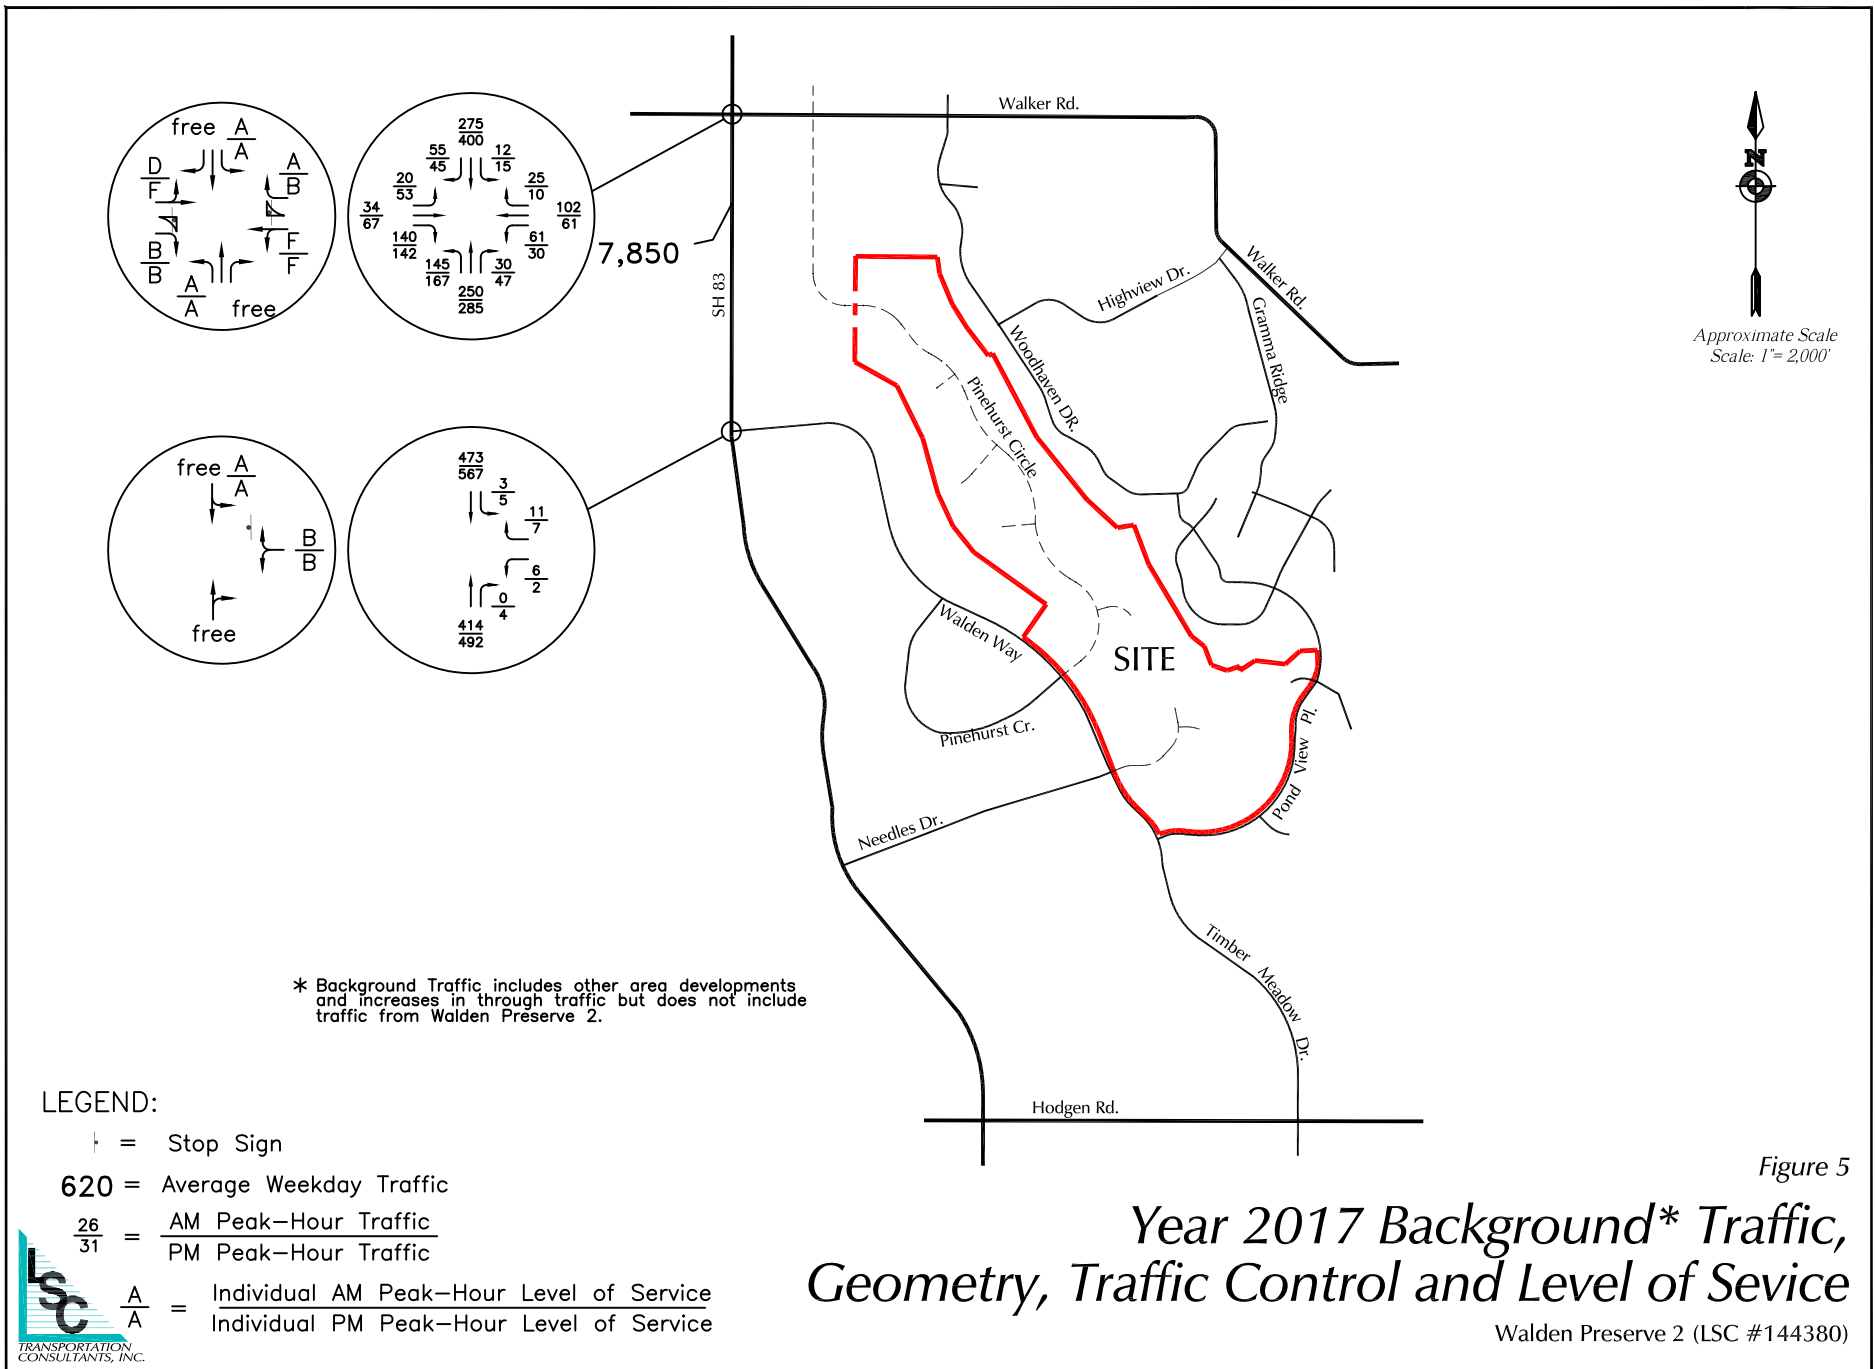 free A
A
D
F
A
B
B
B
F
F
A
A
free
275
400
55
45
12
15
20
53
25
10
34
67
102
61
140
142
61
30
145
167
30
47
250
285
7,850
SH 83
Walker Rd.
Walker Rd.
Highview Dr.
Gramma Ridge
Woodhaven DR.
Pinehurst Circle
N
Approximate Scale
Scale: 1"= 2,000'
free A
A
B
B
free
473
567
3
5
11
7
6
2
0
4
414
492
Walden Way
SITE
Pinehurst Cr.
Pond View Pl.
Needles Dr.
Timber Meadow Dr.
Hodgen Rd.
* Background Traffic includes other area developments
and increases in through traffic but does not include
traffic from Walden Preserve 2.
LEGEND:
= Stop Sign
620 = Average Weekday Traffic
26
31
=
AM Peak-Hour Traffic
PM Peak-Hour Traffic
A
A
=
Individual AM Peak-Hour Level of Service
Individual PM Peak-Hour Level of Service
LSC
TRANSPORTATION
CONSULTANTS, INC.
Figure 5
Year 2017 Background* Traffic,
Geometry, Traffic Control and Level of Sevice
Walden Preserve 2 (LSC #144380)